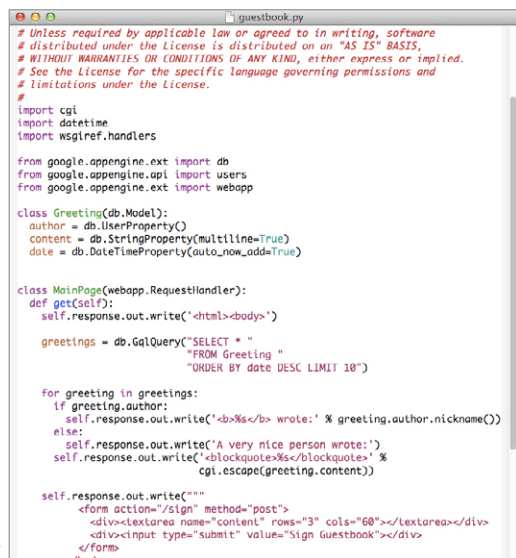 guestbook.py
# Unless required by applicable law or agreed to in writing, software
# distributed under the License is distributed on an "AS IS" BASIS,
# WITHOUT WARRANTIES OR CONDITIONS OF ANY KIND, either express or implied.
# See the License for the specific language governing permissions and
# limitations under the License.
#
import cgi
import datetime
import wsgiref.handlers

from google.appengine.ext import db
from google.appengine.api import users
from google.appengine.ext import webapp

class Greeting(db.Model):
  author = db.UserProperty()
  content = db.StringProperty(multiline=True)
  date = db.DateTimeProperty(auto_now_add=True)


class MainPage(webapp.RequestHandler):
  def get(self):
    self.response.out.write('<html><body>')

    greetings = db.GqlQuery("SELECT * "
                            "FROM Greeting "
                            "ORDER BY date DESC LIMIT 10")

    for greeting in greetings:
      if greeting.author:
        self.response.out.write('<b>%s</b> wrote:' % greeting.author.nickname())
      else:
        self.response.out.write('A very nice person wrote:')
      self.response.out.write('<blockquote>%s</blockquote>' %
                              cgi.escape(greeting.content))

    self.response.out.write("""
          <form action="/sign" method="post">
            <div><textarea name="content" rows="3" cols="60"></textarea></div>
            <div><input type="submit" value="Sign Guestbook"></div>
          </form>